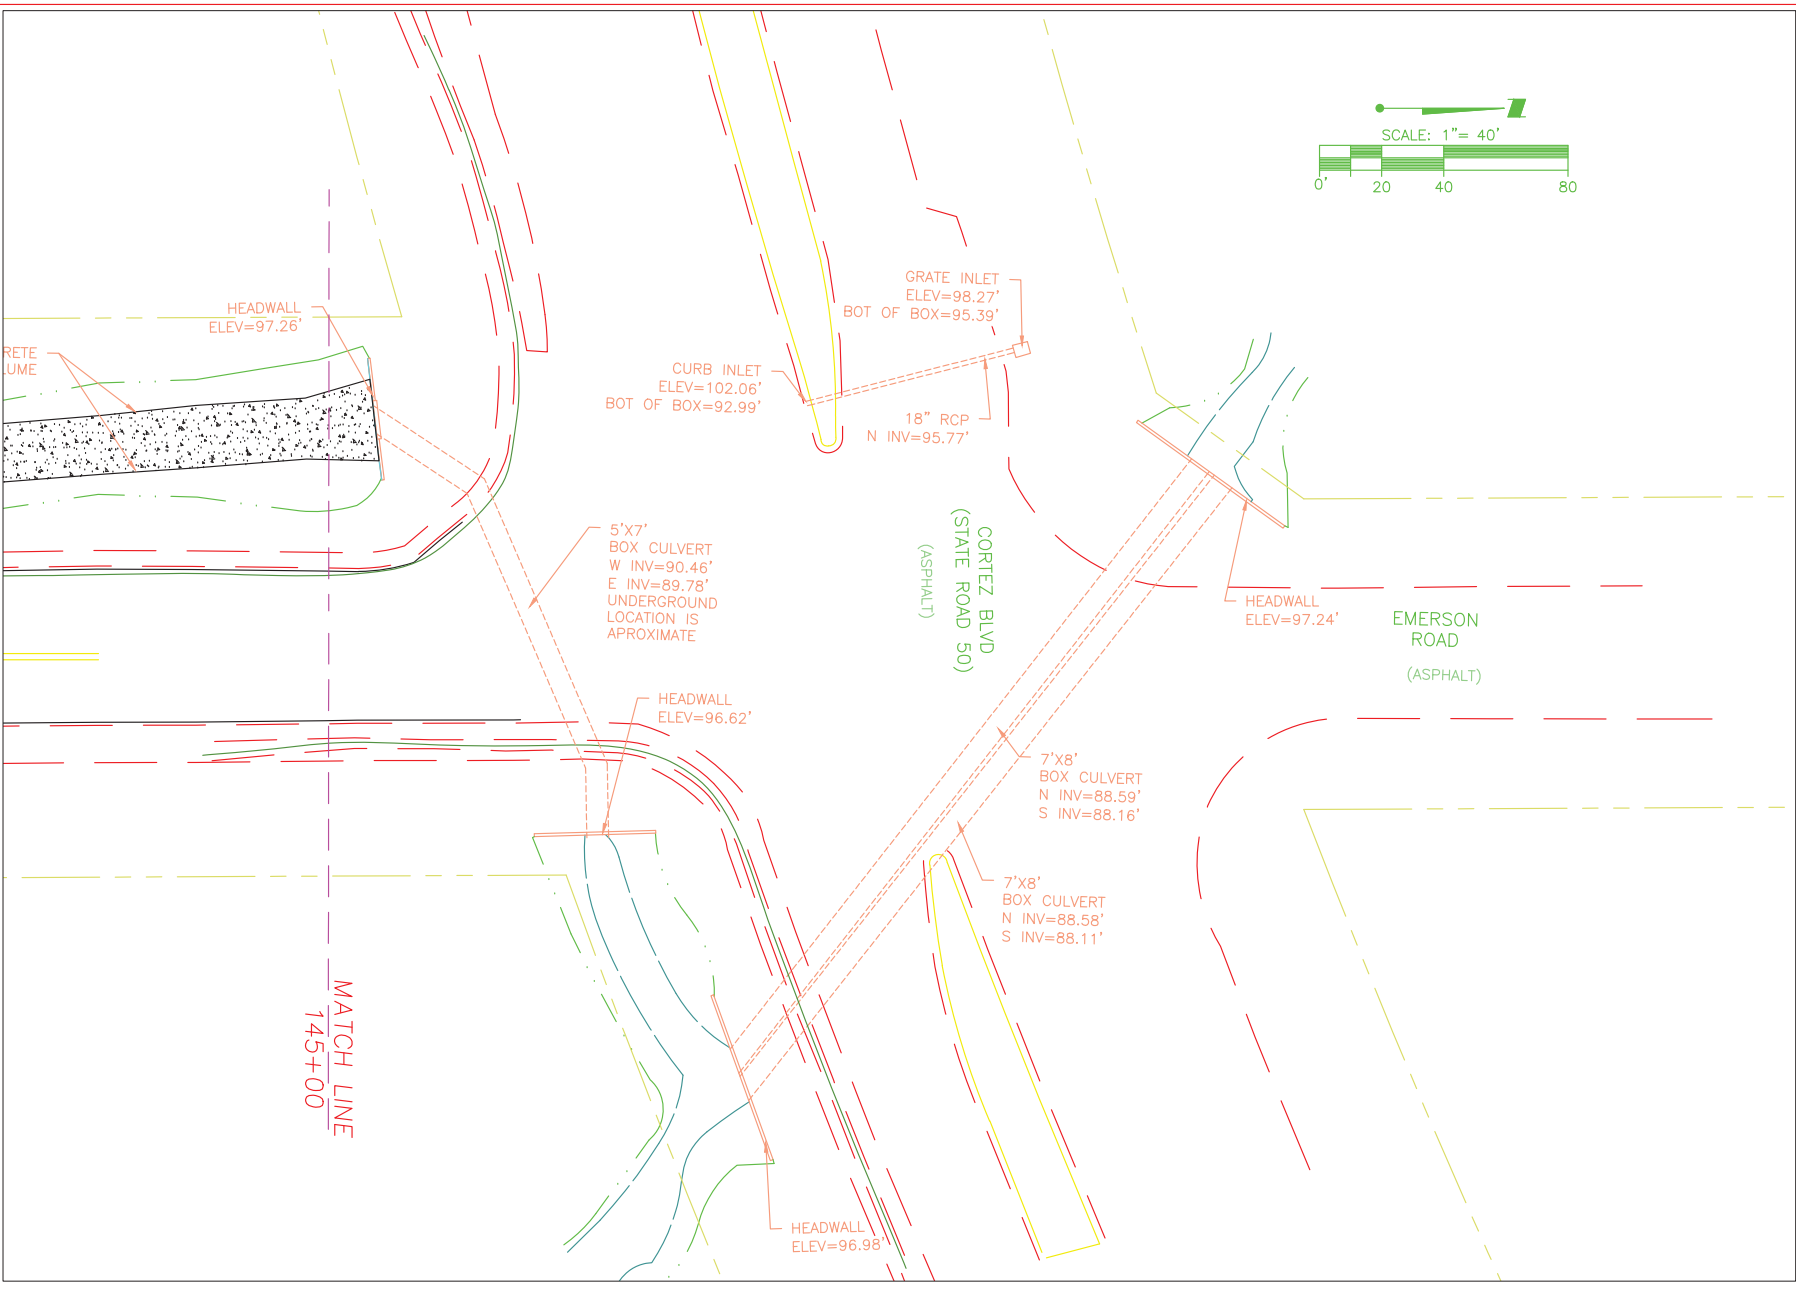 SCALE: 1"= 40'
0'
20
40
80
GRATE INLET
ELEV=98.27'
BOT OF BOX=95.39'
HEADWALL
ELEV=97.26'
RETE
UME
CURB INLET
ELEV=102.06'
BOT OF BOX=92.99'
18" RCP
N INV=95.77'
5'X7'
BOX CULVERT
W INV=90.46'
E INV=89.78'
UNDERGROUND
LOCATION IS
APROXIMATE
CORTEZ BLVD
(STATE ROAD 50)
(ASPHALT)
HEADWALL
ELEV=97.24'
EMERSON
ROAD
(ASPHALT)
HEADWALL
ELEV=96.62'
7'X8'
BOX CULVERT
N INV=88.59'
S INV=88.16'
7'X8'
BOX CULVERT
N INV=88.58'
S INV=88.11'
MATCH LINE
145+00
HEADWALL
ELEV=96.98'